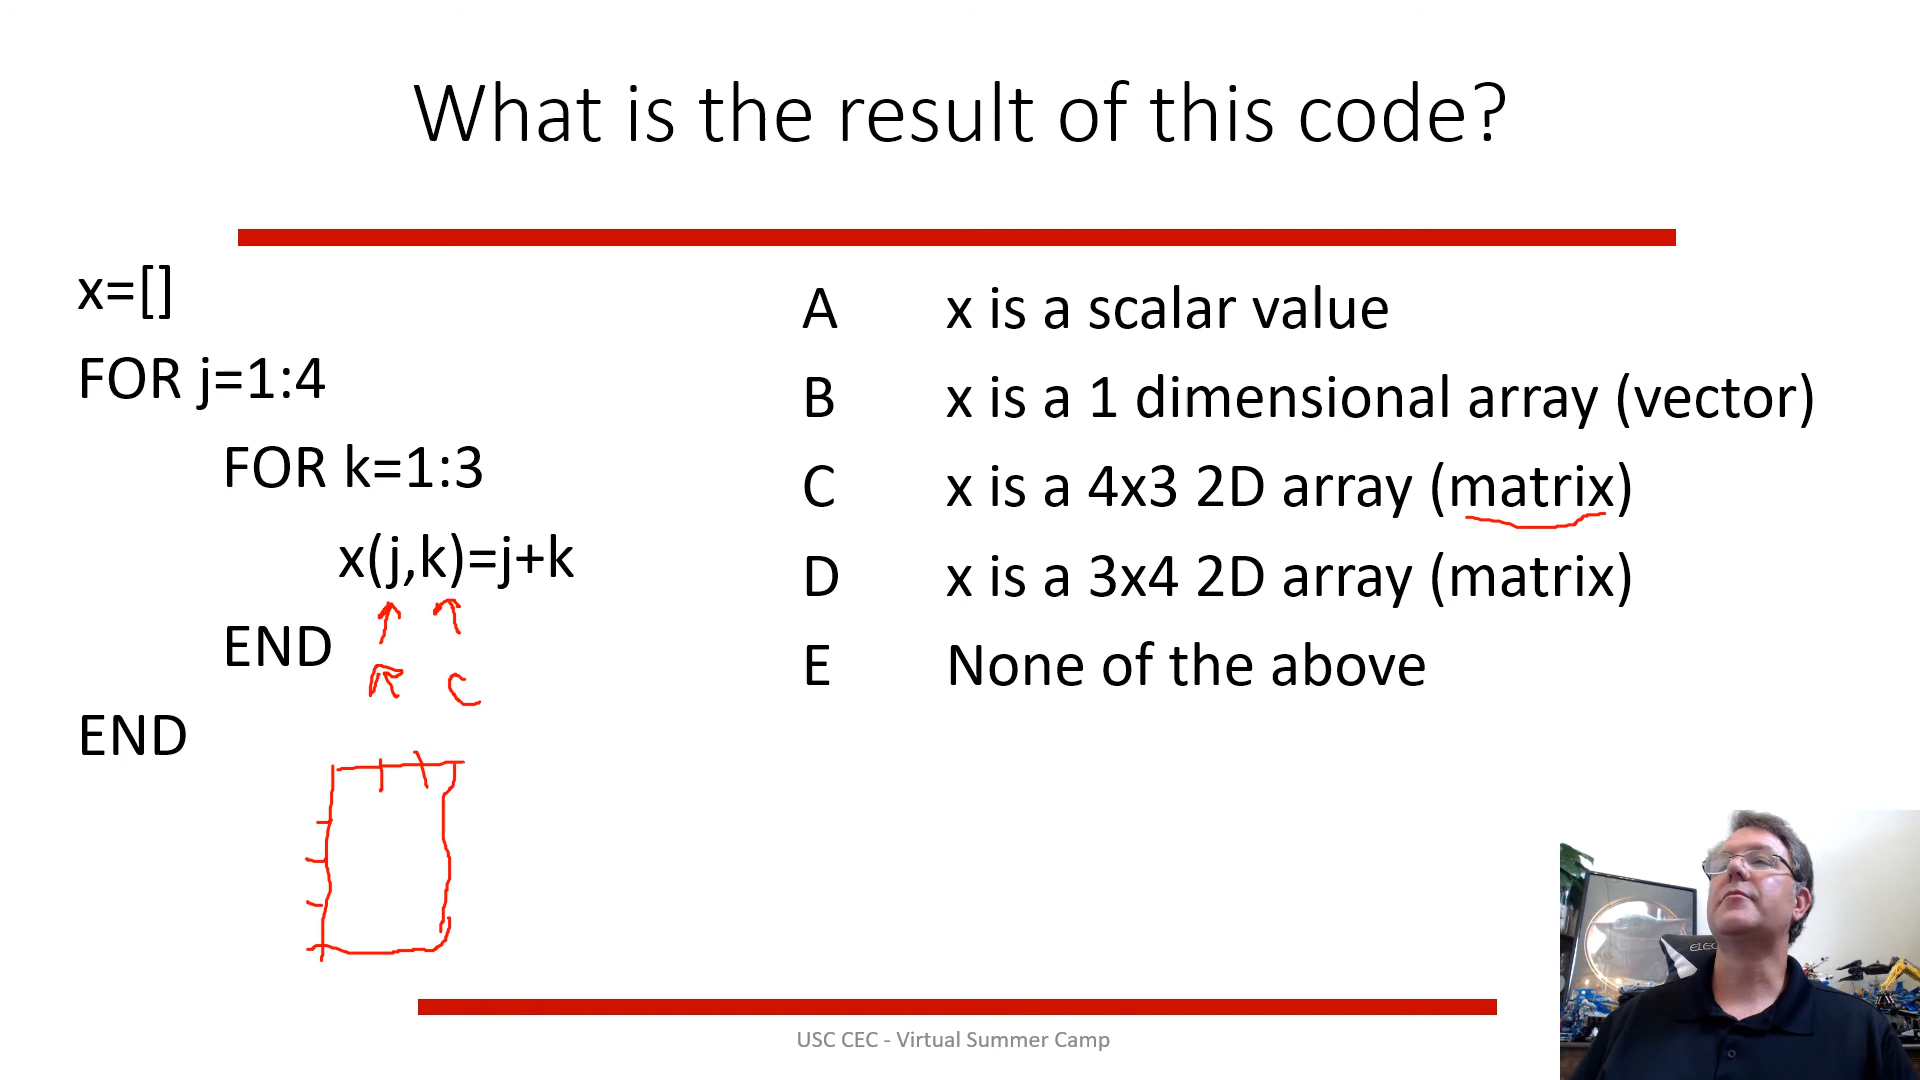 What is the result of this code?
x=[]
FOR j=1:4
FOR k=1:3
x(j,k)=j+k
END
R C
END
A x is a scalar value
B x is a 1 dimensional array (vector)
C x is a 4x3 2D array (matrix)
D x is a 3x4 2D array (matrix)
E None of the above
ELEC
USC CEC - Virtual Summer Camp